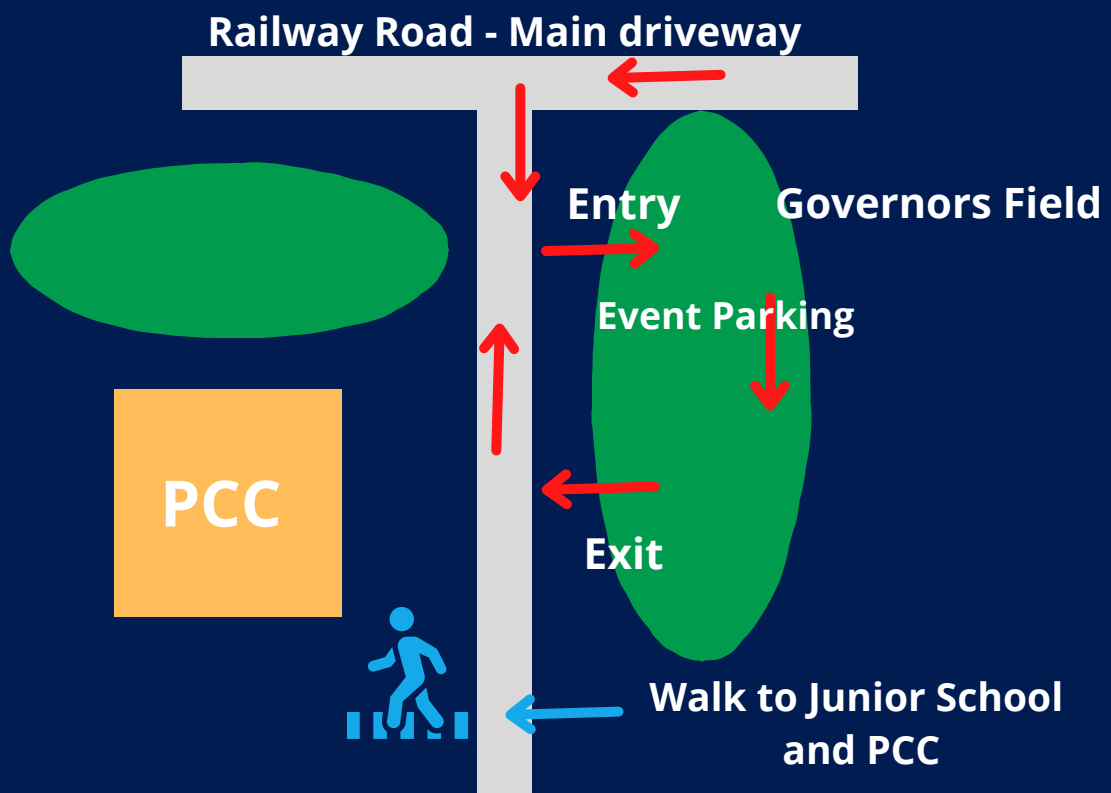 Railway Road - Main driveway
Entry
Governors Field
Event Parking
PCC
Exit
Walk to Junior School
and PCC